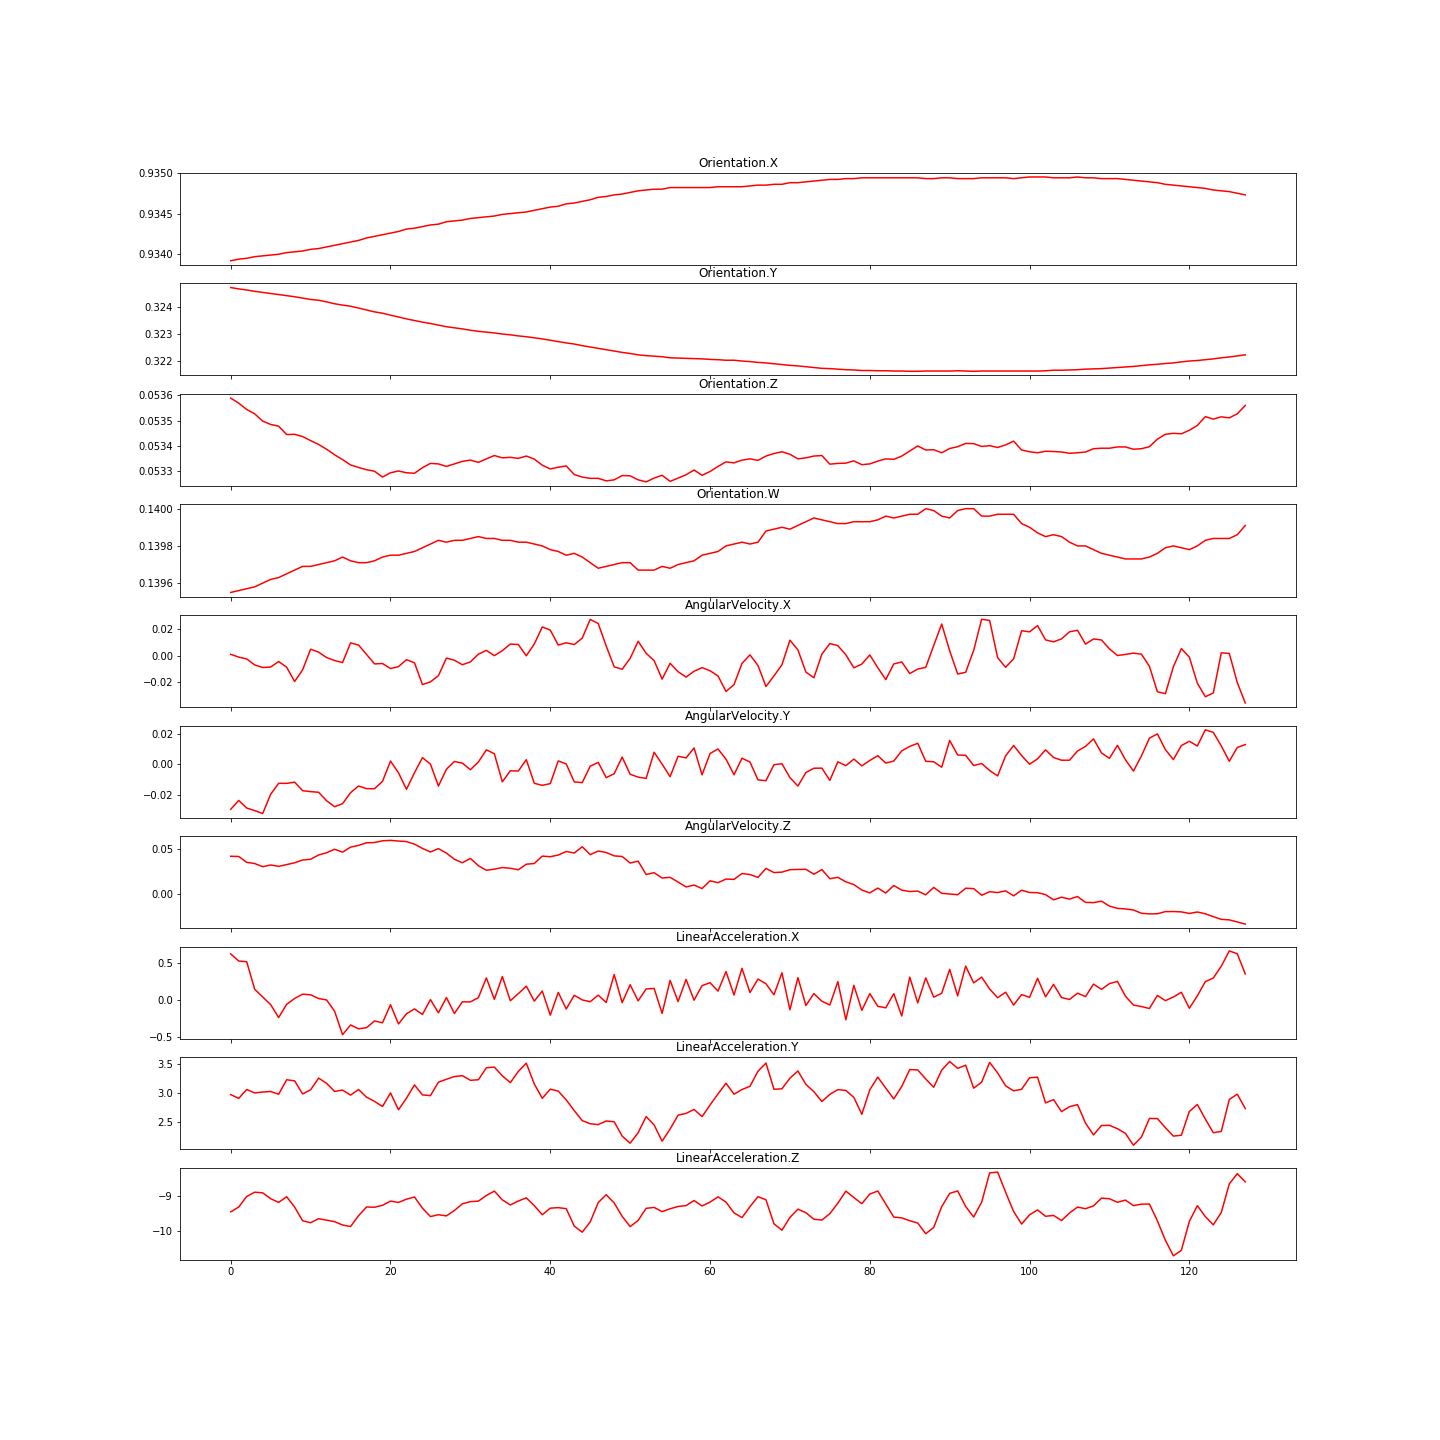 Orientation.X
0.9350
0.9345
0.9340
Orientation.Y
0.324
0.323
0.322
Orientation.Z
0.0536
0.0535
0.0534
0.0533
Orientation.W
0.1400
0.1398
0.1396
AngularVelocity.X
0.02
0.00
−0.02
AngularVelocity.Y
0.02
0.00
−0.02
AngularVelocity.Z
0.05
0.00
LinearAcceleration.X
0.5
0.0
−0.5
LinearAcceleration.Y
3.5
3.0
2.5
LinearAcceleration.Z
−9
−10
0 20 40 60 80 100 120